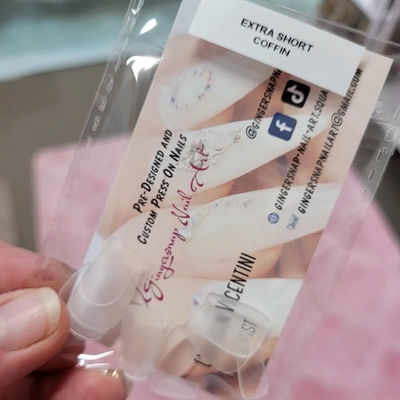 EXTRA SHORT
COFFIN
@GINGERSNAPN
GINGERSNAP-NAIL-ART.SQUA
GINGERSNAPNAILART@GMAIL.COM
PRE-DESIGNED AND
CUSTOM PRESS ON NAILS
Gingersnap Nail Art
VICENTINI